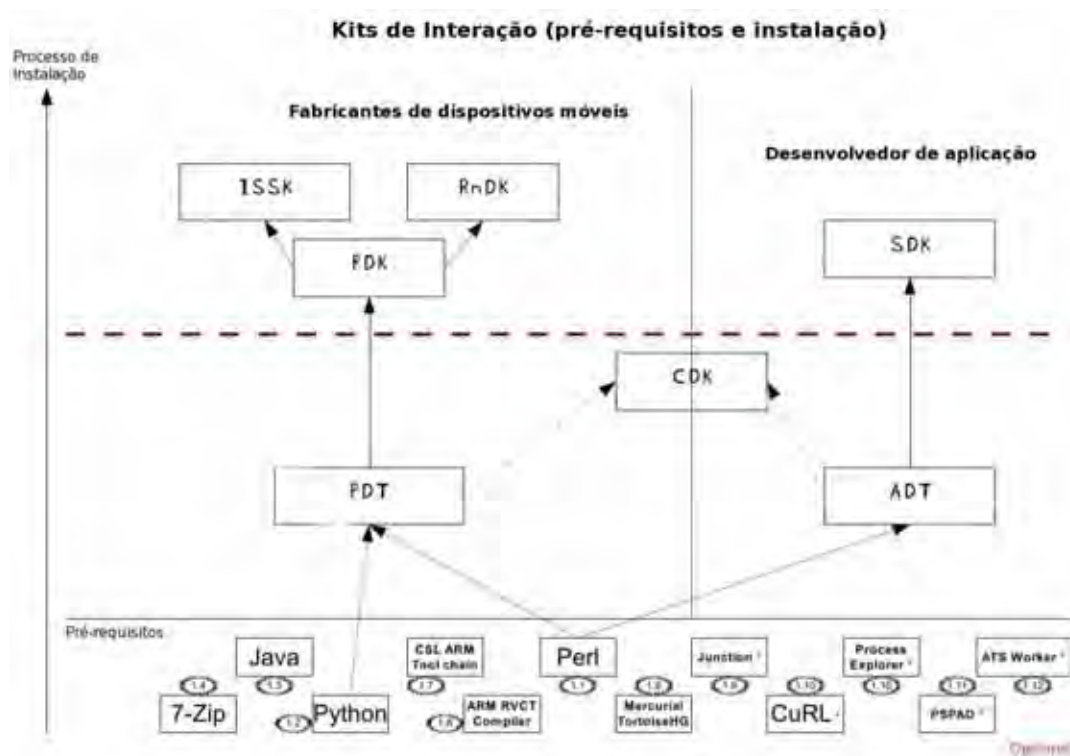 Kits de Interação (pré-requisitos e instalação)
Processo de
Instalação
Fabricantes de dispositivos móveis
Desenvolvedor de aplicação
ISSK
RnDK
SDK
PDK
CDK
PDT
ADT
Pré-requisitos
Java
CSL ARM
Tool chain
Perl
Junction
Process
Explorer
ATS Worker
1.4
1.3
1.7
1.1
1.8
1.9
1.10
1.10
1.11
1.12
7-Zip
1.2
Python
1.6
ARM RVCT
Compiler
Mercurial
TortoiseHG
CuRL
PSPAD